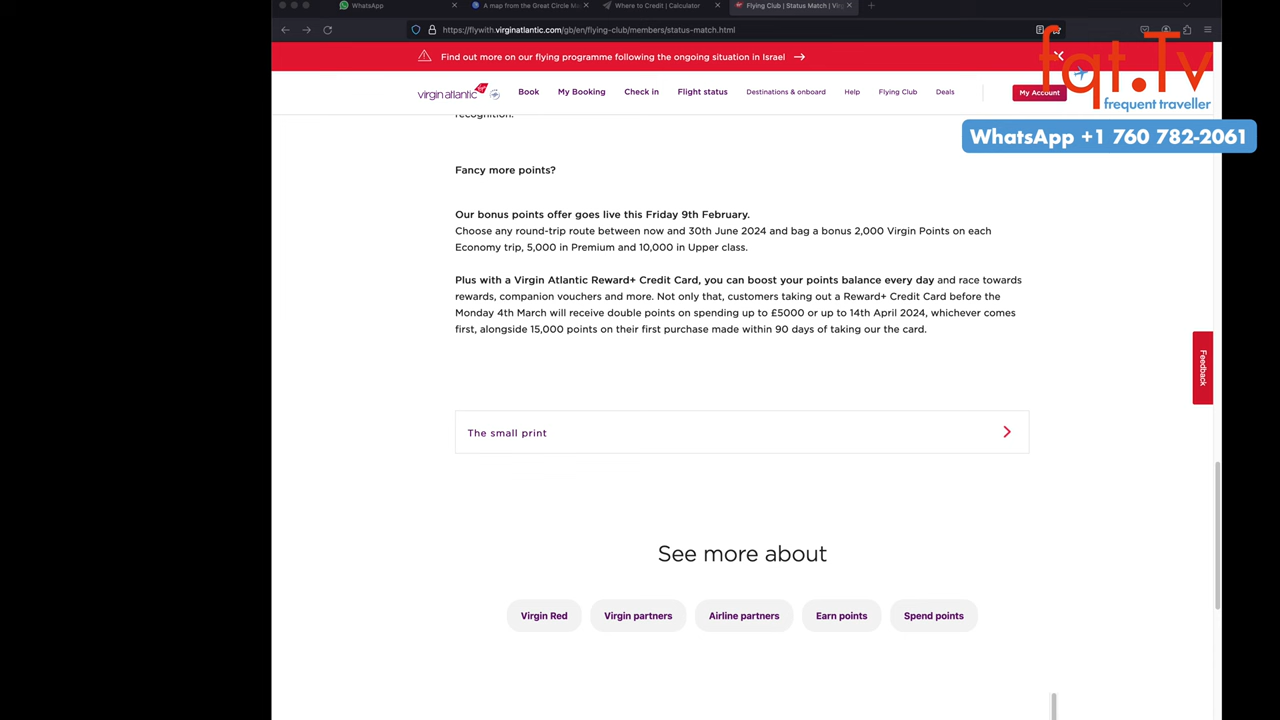 WhatsApp
A map from the Great Circle M
Where to Credit | Calculator
Flying Club | Status Match | Virg
https://flywith.virginatlantic.com/gb/en/flying-club/members/status-match.html
Find out more on our flying programme following the ongoing situation in Israel
virgin atlantic
Book
My Booking
Check in
Flight status
Destinations & onboard
Help
Flying Club
Deals
My Account
fqt.Tv
frequent traveller
WhatsApp +1 760 782-2061
recognition.
Fancy more points?
Our bonus points offer goes live this Friday 9th February.
Choose any round-trip route between now and 30th June 2024 and bag a bonus 2,000 Virgin Points on each
Economy trip, 5,000 in Premium and 10,000 in Upper class.
Plus with a Virgin Atlantic Reward+ Credit Card, you can boost your points balance every day and race towards
rewards, companion vouchers and more. Not only that, customers taking out a Reward+ Credit Card before the
Monday 4th March will receive double points on spending up to £5000 or up to 14th April 2024, whichever comes
first, alongside 15,000 points on their first purchase made within 90 days of taking our the card.
Feedback
The small print
See more about
Virgin Red
Virgin partners
Airline partners
Earn points
Spend points